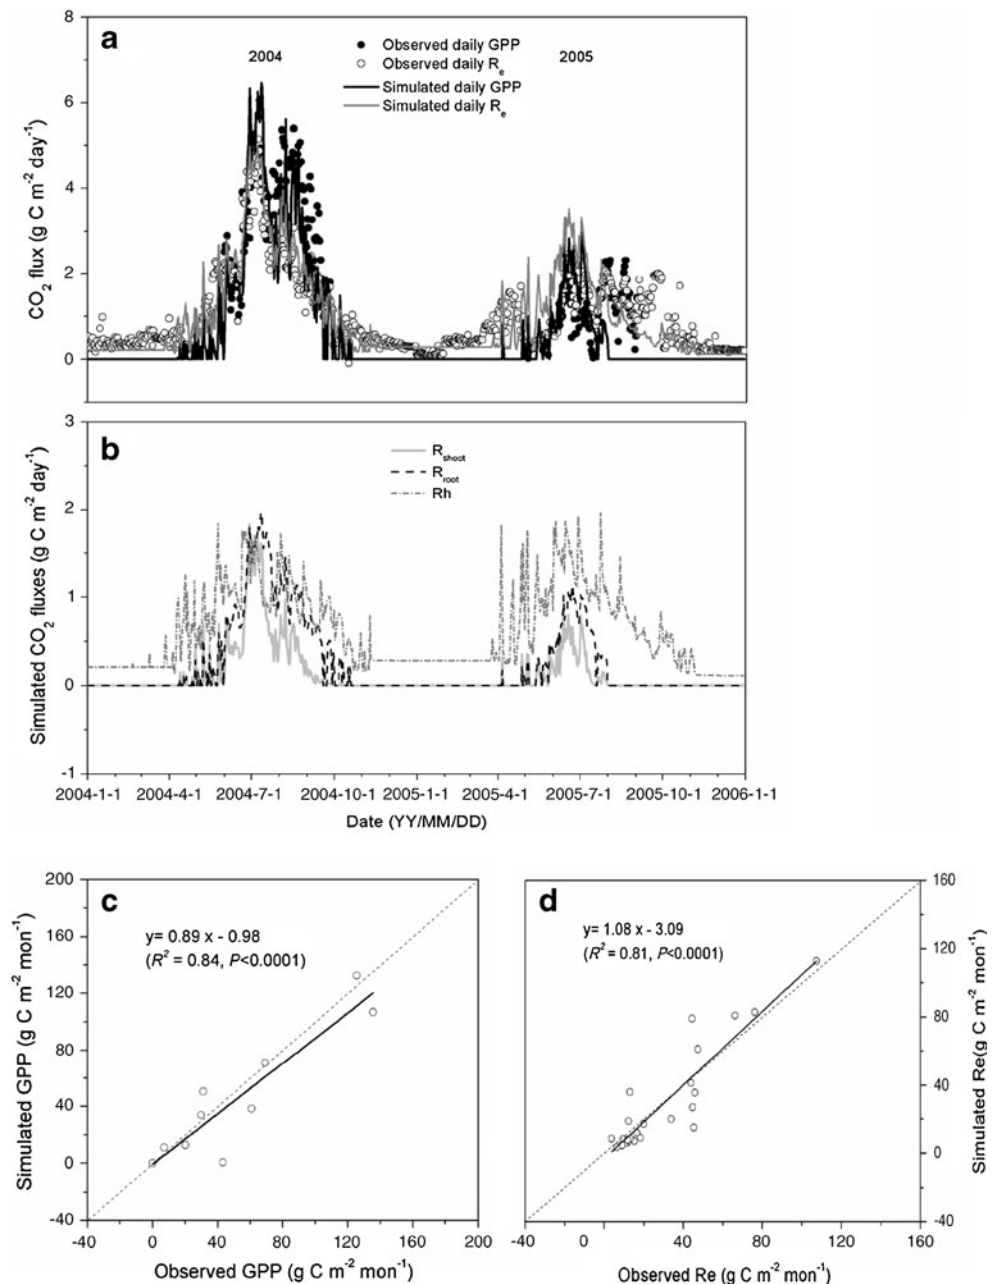 a
2004
2005
Observed daily GPP
Observed daily Re
Simulated daily GPP
Simulated daily Re
8
6
4
2
0
CO2 flux (g C m-2 day-1)
b
Rshoot
Rroot
Rh
3
2
1
0
-1
Simulated CO2 fluxes (g C m-2 day-1)
2004-1-1 2004-4-1 2004-7-1 2004-10-1 2005-1-1 2005-4-1 2005-7-1 2005-10-1 2006-1-1
Date (YY/MM/DD)
c
y= 0.89 x - 0.98
(R2 = 0.84, P<0.0001)
200
160
120
80
40
0
-40
Simulated GPP (g C m-2 mon-1)
-40 0 40 80 120 160 200
Observed GPP (g C m-2 mon-1)
d
y= 1.08 x - 3.09
(R2 = 0.81, P<0.0001)
160
120
80
40
0
-40
Simulated Re(g C m-2 mon-1)
-40 0 40 80 120 160
Observed Re (g C m-2 mon-1)